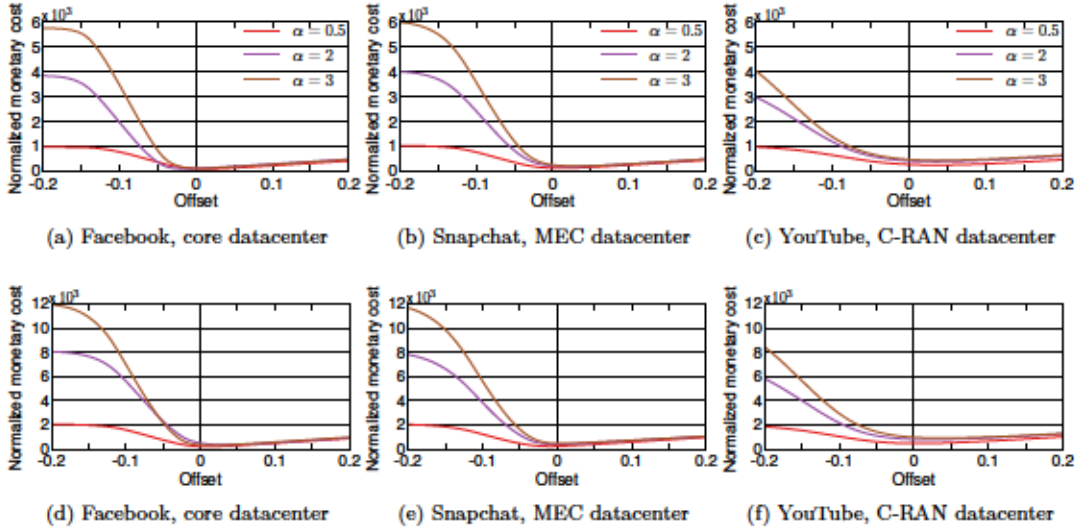 6 ×10³
5
4
3
2
1
0
Normalized monetary cost
α = 0.5
α = 2
α = 3
-0.2 -0.1 0 0.1 0.2
Offset
(a) Facebook, core datacenter
6 ×10³
5
4
3
2
1
0
Normalized monetary cost
α = 0.5
α = 2
α = 3
-0.2 -0.1 0 0.1 0.2
Offset
(b) Snapchat, MEC datacenter
6 ×10³
5
4
3
2
1
0
Normalized monetary cost
α = 0.5
α = 2
α = 3
-0.2 -0.1 0 0.1 0.2
Offset
(c) YouTube, C-RAN datacenter
12 ×10³
10
8
6
4
2
0
Normalized monetary cost
-0.2 -0.1 0 0.1 0.2
Offset
(d) Facebook, core datacenter
12 ×10³
10
8
6
4
2
0
Normalized monetary cost
-0.2 -0.1 0 0.1 0.2
Offset
(e) Snapchat, MEC datacenter
12 ×10³
10
8
6
4
2
0
Normalized monetary cost
-0.2 -0.1 0 0.1 0.2
Offset
(f) YouTube, C-RAN datacenter